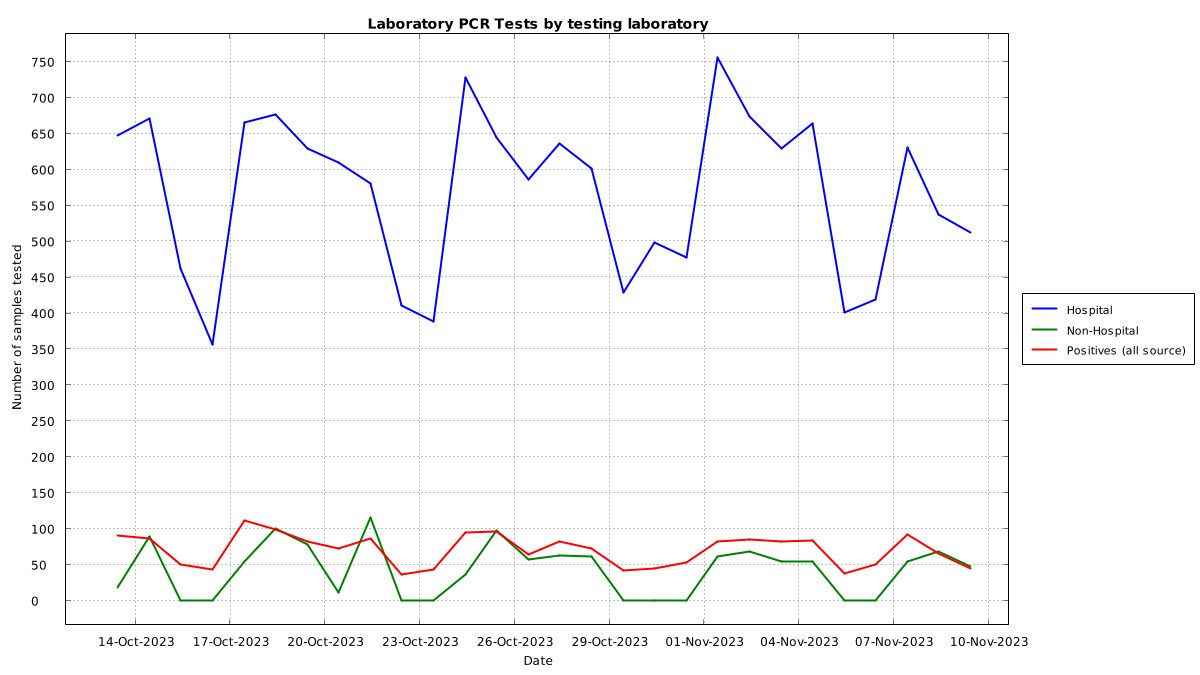 Laboratory PCR Tests by testing laboratory
750
700
650
600
550
500
450
400
350
300
250
200
150
100
50
0
Number of samples tested
14-Oct-2023 17-Oct-2023 20-Oct-2023 23-Oct-2023 26-Oct-2023 29-Oct-2023 01-Nov-2023 04-Nov-2023 07-Nov-2023 10-Nov-2023
Date
Hospital
Non-Hospital
Positives (all source)